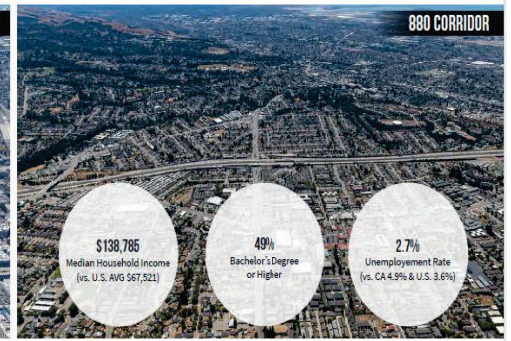 880 CORRIDOR
$138,785
Median Household Income
(vs. U.S. AVG $67,521)
49%
Bachelor's Degree
or Higher
2.7%
Unemployement Rate
(vs. CA 4.9% & U.S. 3.6%)